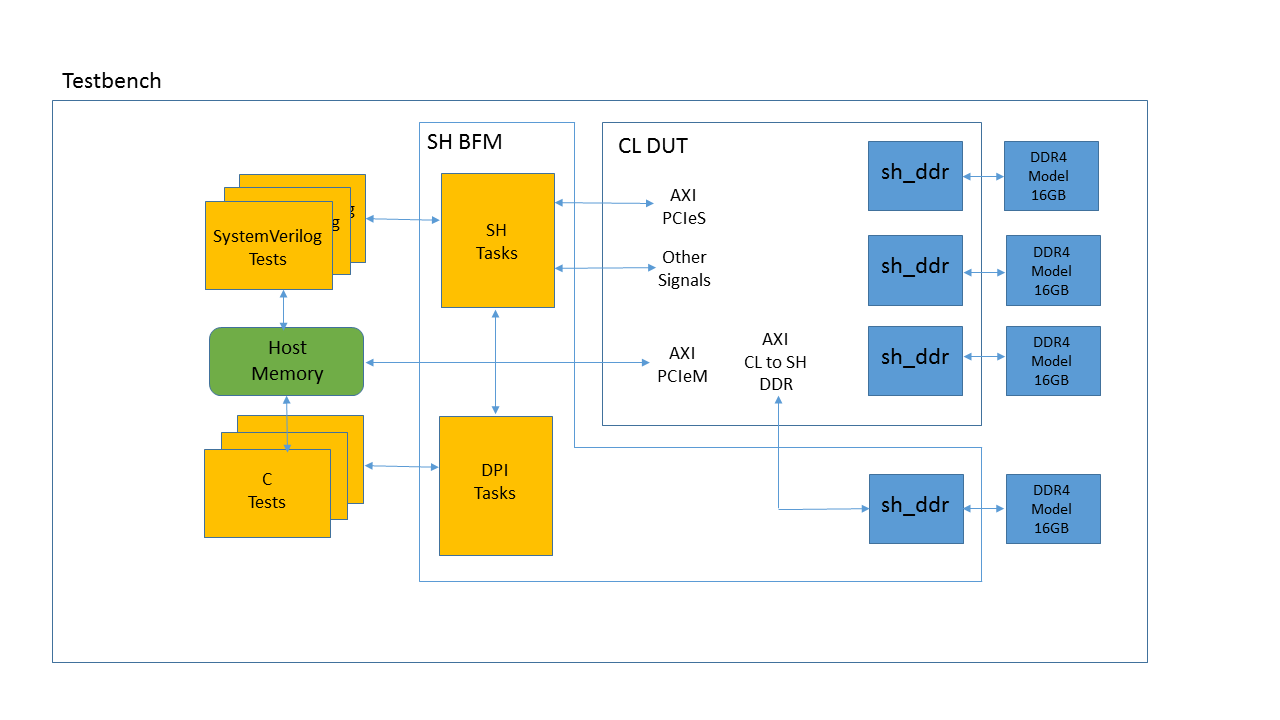 Testbench
SH BFM
CL DUT
SystemVerilog
Tests
g
g
Host
Memory
C
Tests
SH
Tasks
DPI
Tasks
AXI
PCIeS
Other
Signals
AXI
PCIeM
AXI
CL to SH
DDR
sh_ddr
DDR4
Model
16GB
sh_ddr
DDR4
Model
16GB
sh_ddr
DDR4
Model
16GB
sh_ddr
DDR4
Model
16GB